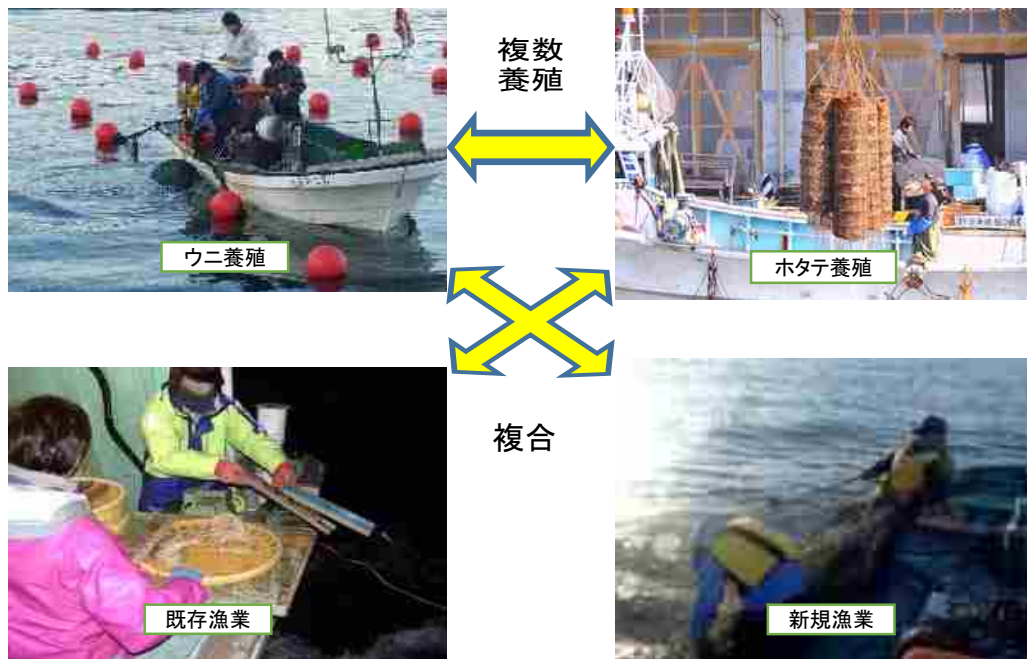 複数
養殖
ウニ養殖
ホタテ養殖
複合
既存漁業
新規漁業